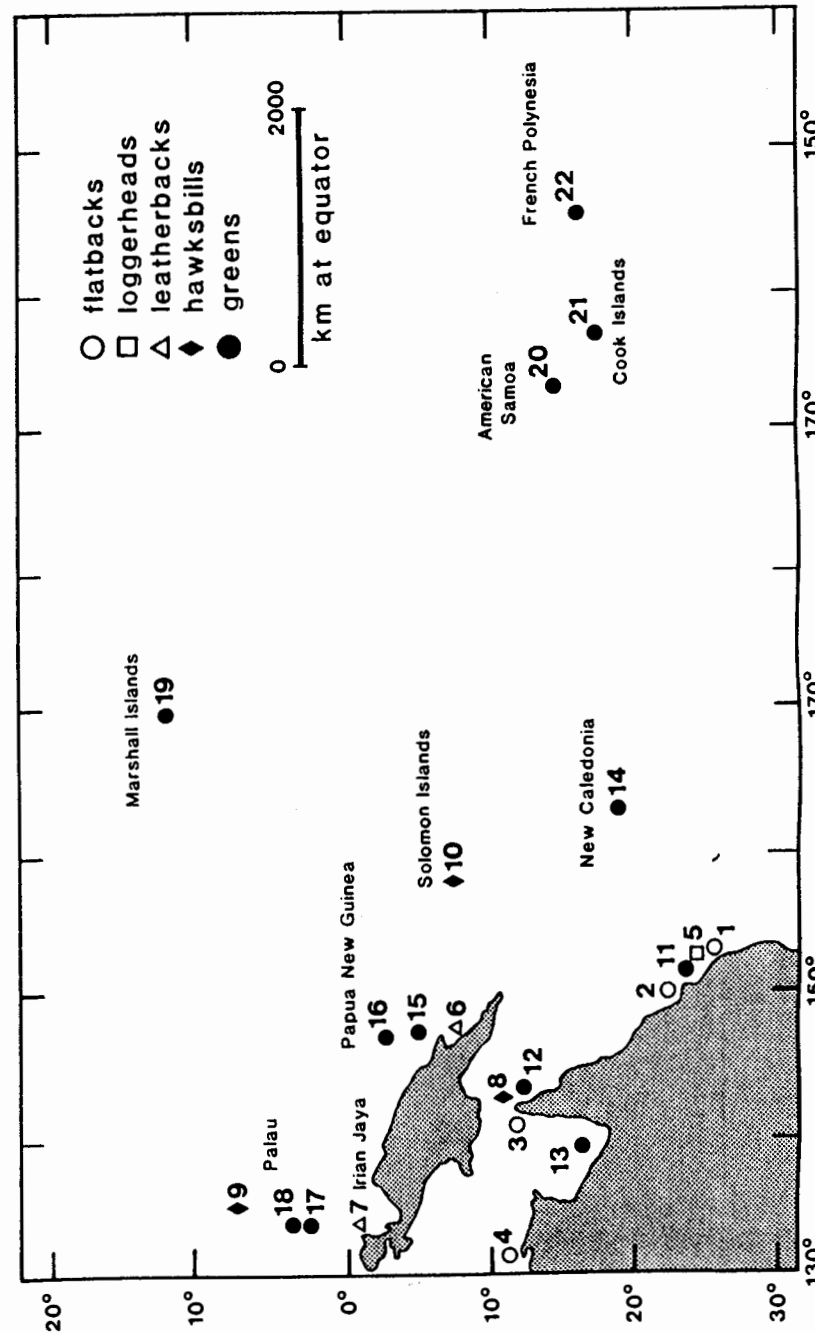 flatbacks
loggerheads
leatherbacks
hawksbills
greens
0 2000
km at equator
20°
10°
0°
10°
20°
30°
130°
150°
170°
170°
150°
Marshall Islands
19
Palau
9
18
17
Irian Jaya
7
Papua New Guinea
16
15
6
Solomon Islands
10
American
Samoa
20
21
Cook Islands
French Polynesia
22
New Caledonia
14
8
12
3
13
4
2
11
5
1